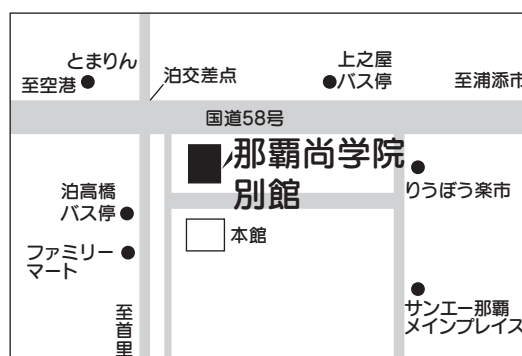 とまりん
至空港
泊交差点
上之屋
バス停
至浦添市
国道58号
那覇尚学院
別館
泊高橋
バス停
りうぼう楽市
本館
ファミリー
マート
サンエー那覇
メインプレイス
至首里